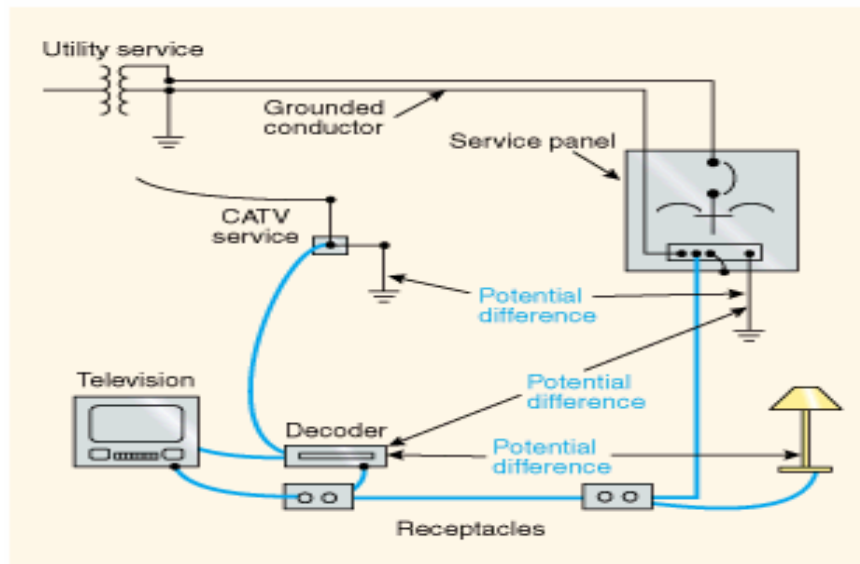 Utility service
Grounded
conductor
Service panel
CATV
service
Potential
difference
Potential
difference
Television
Decoder
Potential
difference
Receptacles